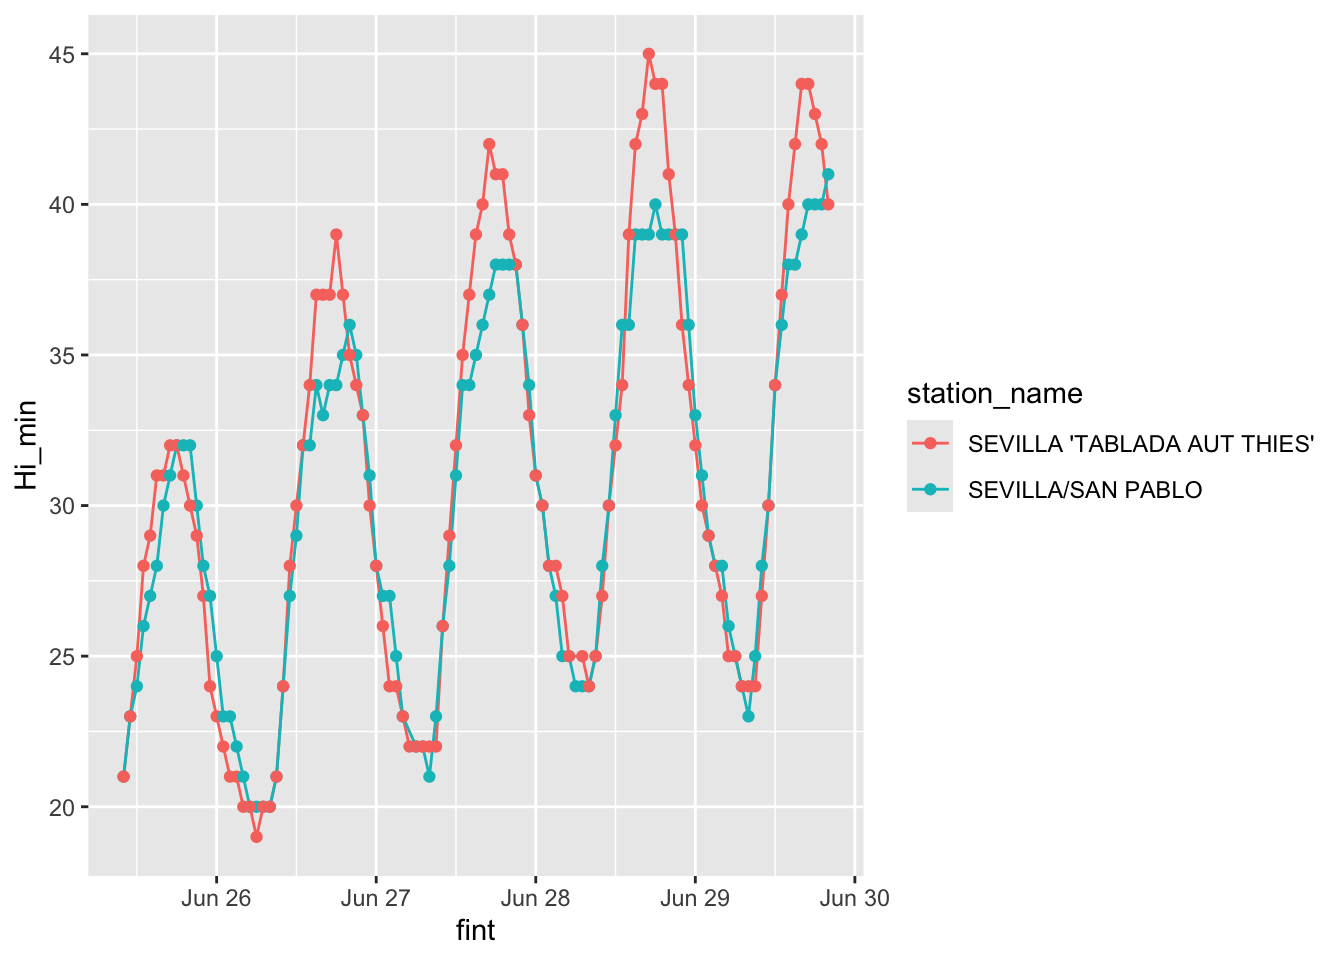 45
40
35
30
25
20
Hi_min
Jun 26
Jun 27
Jun 28
Jun 29
Jun 30
fint
station_name
SEVILLA 'TABLADA AUT THIES'
SEVILLA/SAN PABLO